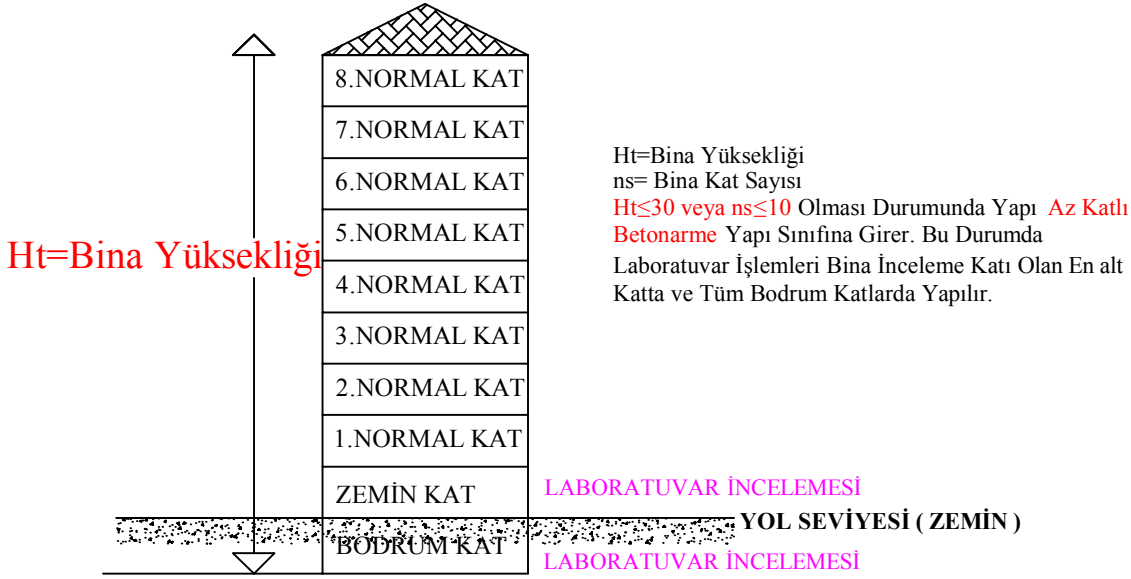 8.NORMAL KAT
7.NORMAL KAT
6.NORMAL KAT
5.NORMAL KAT
4.NORMAL KAT
3.NORMAL KAT
2.NORMAL KAT
1.NORMAL KAT
ZEMİN KAT
BODRUM KAT
Ht=Bina Yüksekliği
Ht=Bina Yüksekliği
ns= Bina Kat Sayısı
Ht≤30 veya ns≤10 Olması Durumunda Yapı Az Katlı
Betonarme Yapı Sınıfına Girer. Bu Durumda
Laboratuvar İşlemleri Bina İnceleme Katı Olan En alt
Katta ve Tüm Bodrum Katlarda Yapılır.
LABORATUVAR İNCELEMESİ
YOL SEVİYESİ ( ZEMİN )
LABORATUVAR İNCELEMESİ